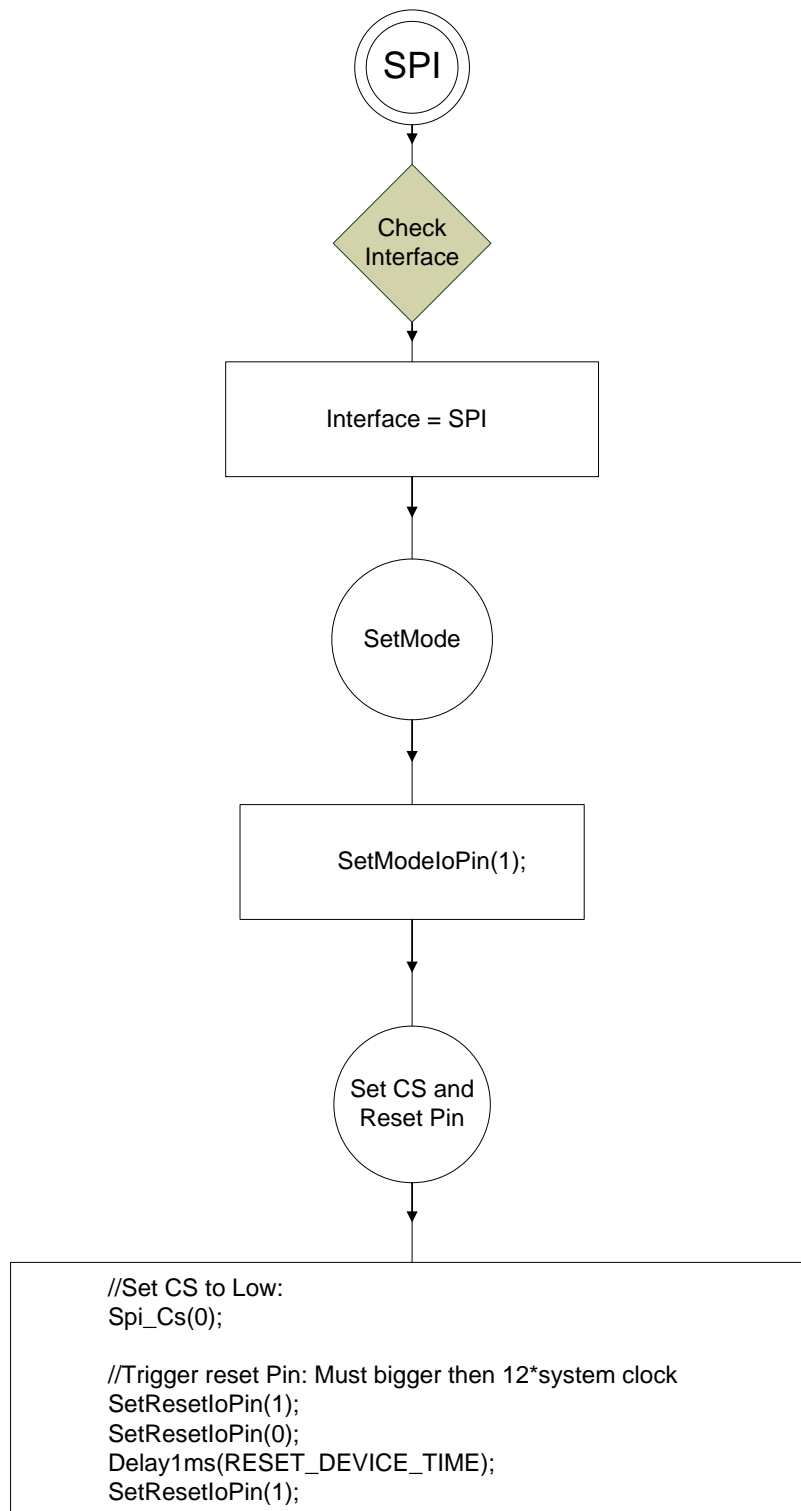 SPI
Check
Interface
Interface = SPI
SetMode
SetModeIoPin(1);
Set CS and
Reset Pin
//Set CS to Low:
Spi_Cs(0);
//Trigger reset Pin: Must bigger then 12*system clock
SetResetIoPin(1);
SetResetIoPin(0);
Delay1ms(RESET_DEVICE_TIME);
SetResetIoPin(1);